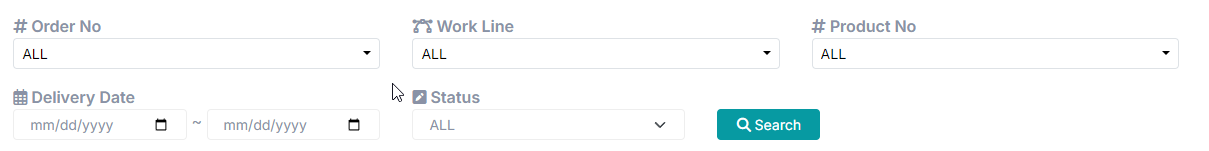 # Order No Work Line # Product No
ALL ALL ALL
Delivery Date Status
mm/dd/yyyy ~ mm/dd/yyyy ALL Search